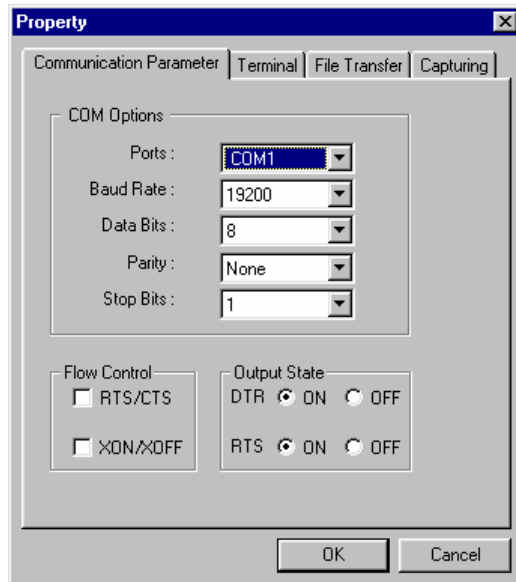 Property
Communication Parameter Terminal File Transfer Capturing
COM Options
Ports : COM1
Baud Rate : 19200
Data Bits : 8
Parity : None
Stop Bits : 1
Flow Control Output State
RTS/CTS DTR ON OFF
XON/XOFF RTS ON OFF
OK Cancel